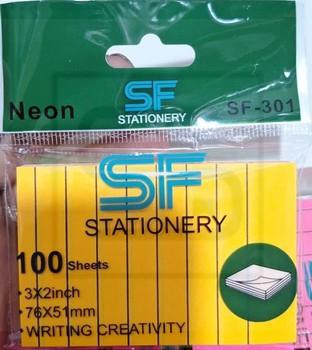 Neon
SF
STATIONERY
SF-301
SF
STATIONERY
100 Sheets
•3X2inch
•76X51mm
•WRITING CREATIVITY